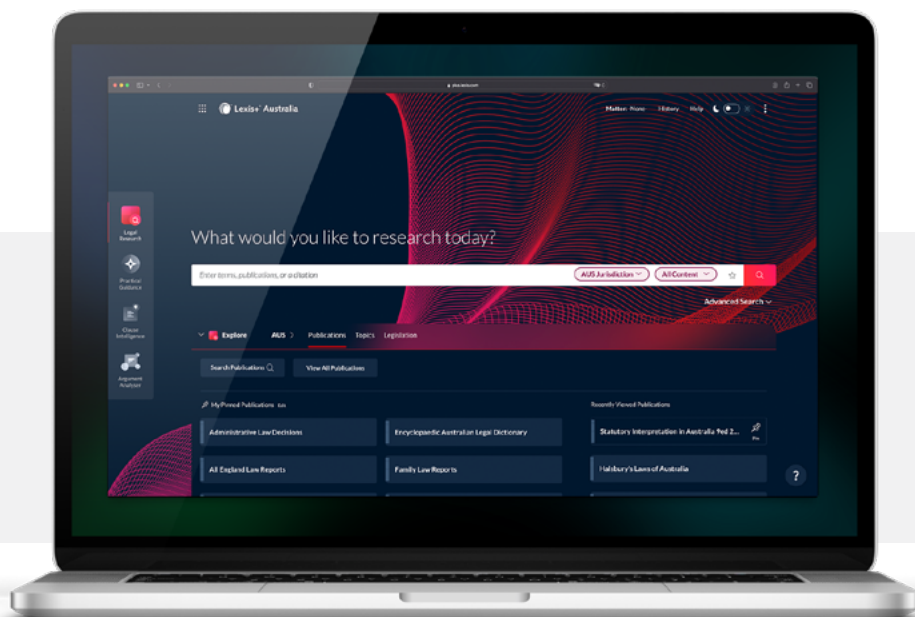 Lexis+ Australia
Matter: None History Help
Legal
Research
What would you like to research today?
Enter terms, publications, or a citation AUS Jurisdiction All Content
Practical
Guidance
Advanced Search
Clause
Intelligence
Explore AUS Publications Topics Legislation
Argument
Analyser
Search Publications View All Publications
My Pinned Publications Recently Viewed Publications
Administrative Law Decisions Encyclopaedic Australian Legal Dictionary Statutory Interpretation in Australia 9ed 2...
All England Law Reports Family Law Reports Halsbury's Laws of Australia
?